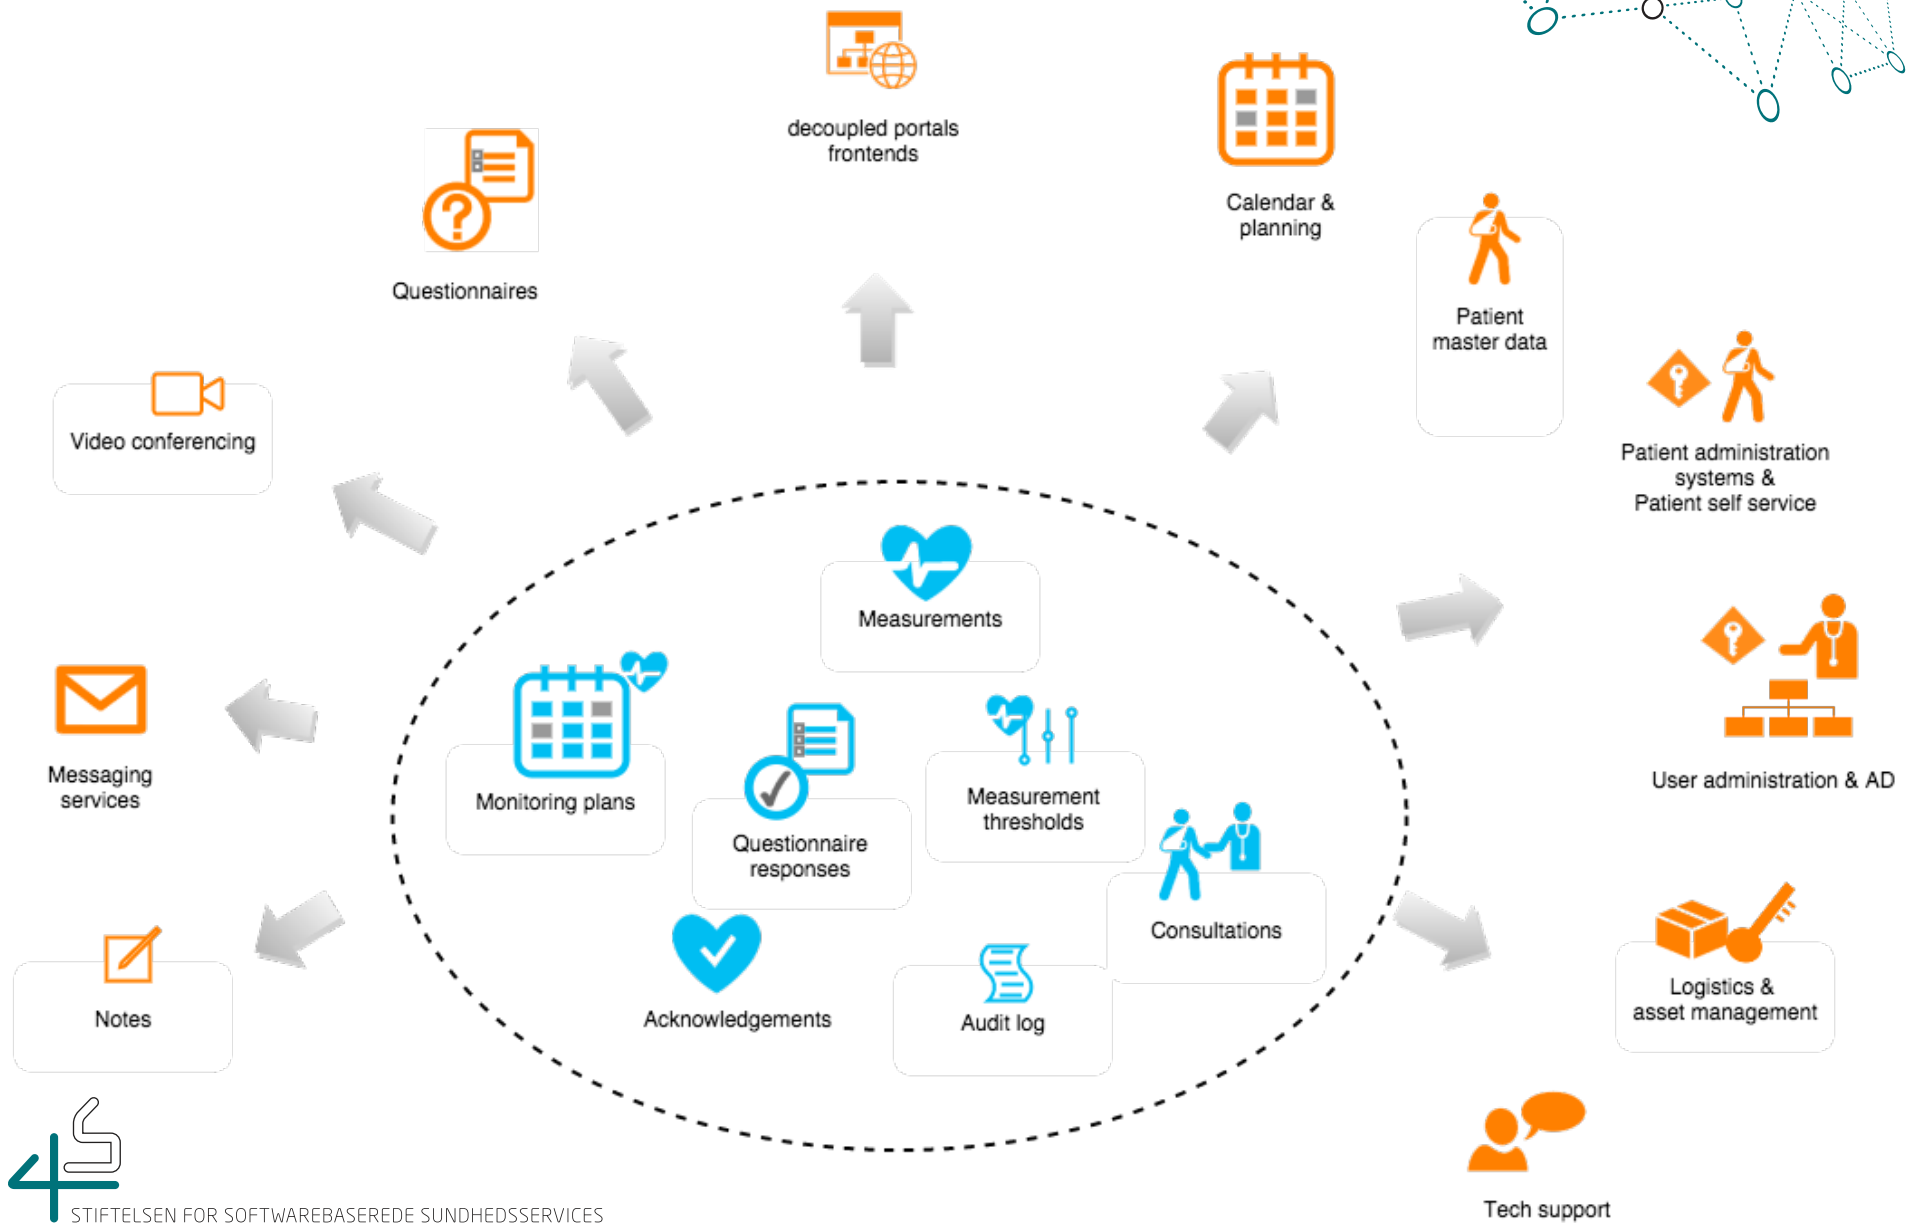 decoupled portals
frontends
Calendar &
planning
Questionnaires
Patient
master data
Video conferencing
Patient administration
systems &
Patient self service
Measurements
Messaging
services
Monitoring plans
Questionnaire
responses
Measurement
thresholds
User administration & AD
Consultations
Notes
Acknowledgements
Audit log
Logistics &
asset management
4S
STIFTELSEN FOR SOFTWAREBASEREDE SUNDHEDSSERVICES
Tech support